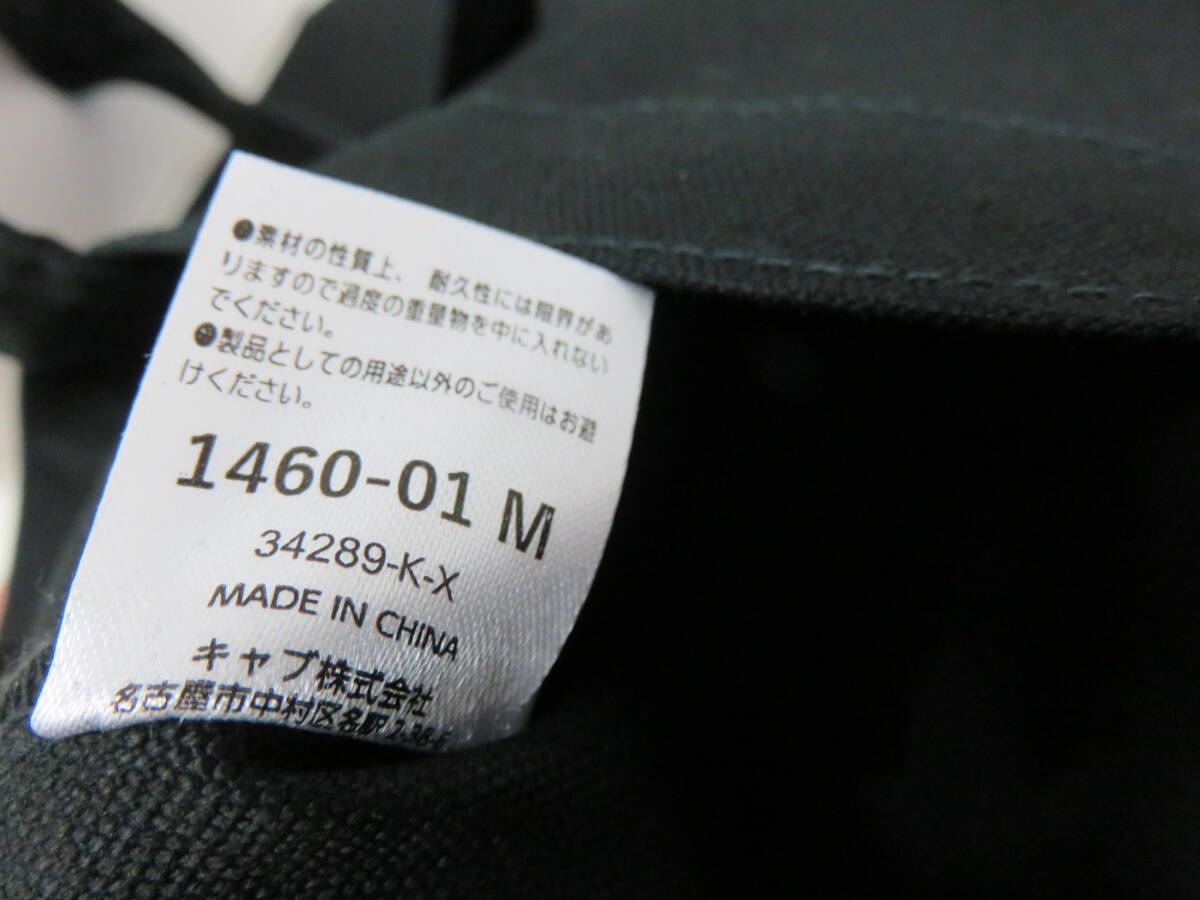 ●素材の性質上、 耐久性には限界があ
りますので過度の重量物を中に入れない
でください。
●製品としての用途以外のご使用はお避
けください。
1460-01 M
34289-K-X
MADE IN CHINA
キャブ株式会社
名古屋市中村区名駅2-38-